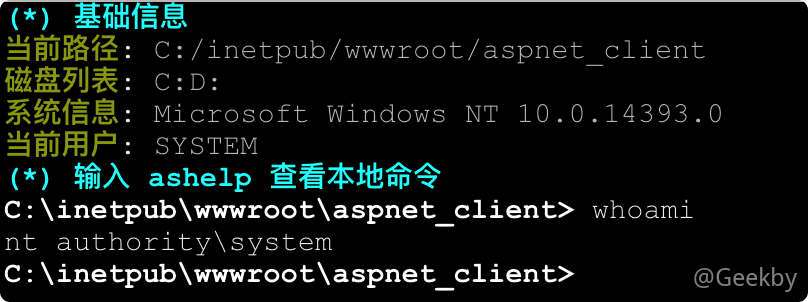 (*) 基础信息
当前路径: C:/inetpub/wwwroot/aspnet_client
磁盘列表: C:D:
系统信息: Microsoft Windows NT 10.0.14393.0
当前用户: SYSTEM
(*) 输入 ashelp 查看本地命令
C:\inetpub\wwwroot\aspnet_client> whoami
nt authority\system
C:\inetpub\wwwroot\aspnet_client>
@Geekby